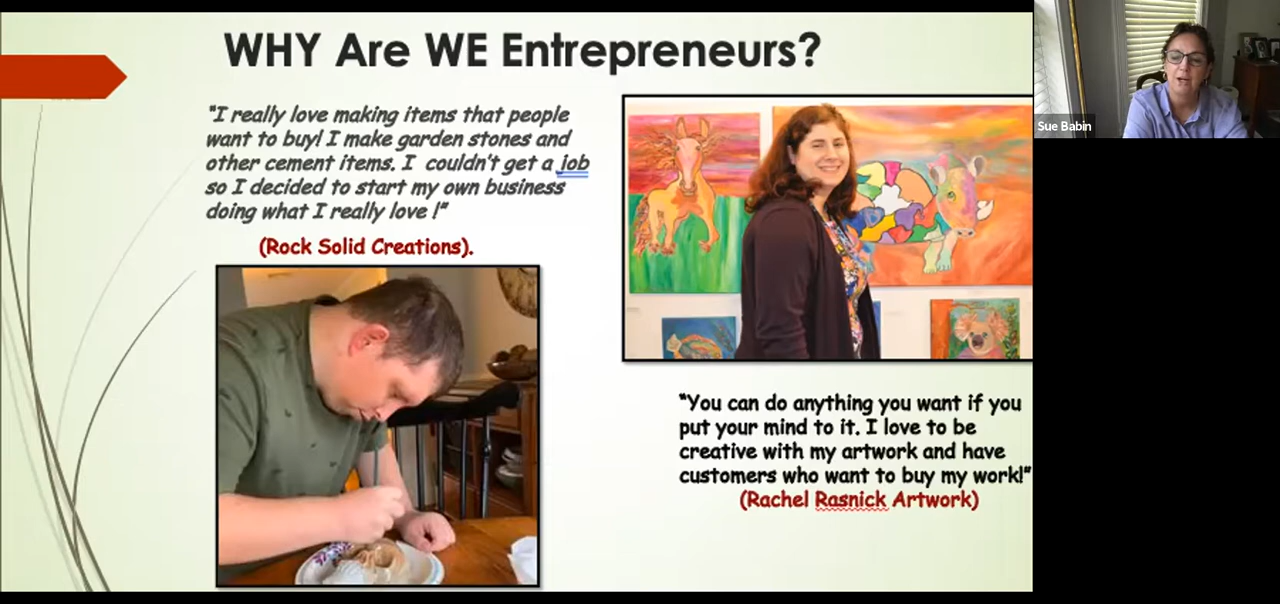 WHY Are WE Entrepreneurs?
"I really love making items that people
want to buy! I make garden stones and
other cement items. I couldn't get a job
so I decided to start my own business
doing what I really love !"
(Rock Solid Creations).
"You can do anything you want if you
put your mind to it. I love to be
creative with my artwork and have
customers who want to buy my work!"
(Rachel Rasnick Artwork)
Sue Babin